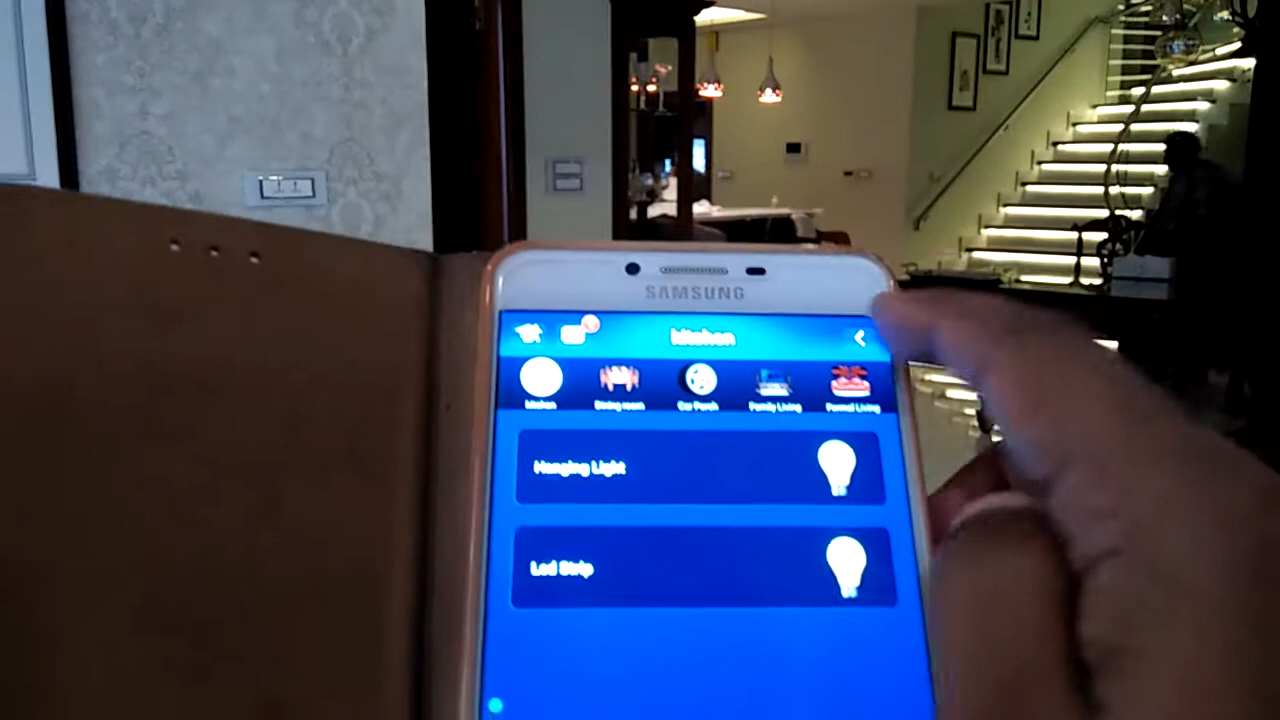 SAMSUNG
kitchen
kitchen Dining room Car Porch Family Living Formal Living
Hanging Light
Led Strip